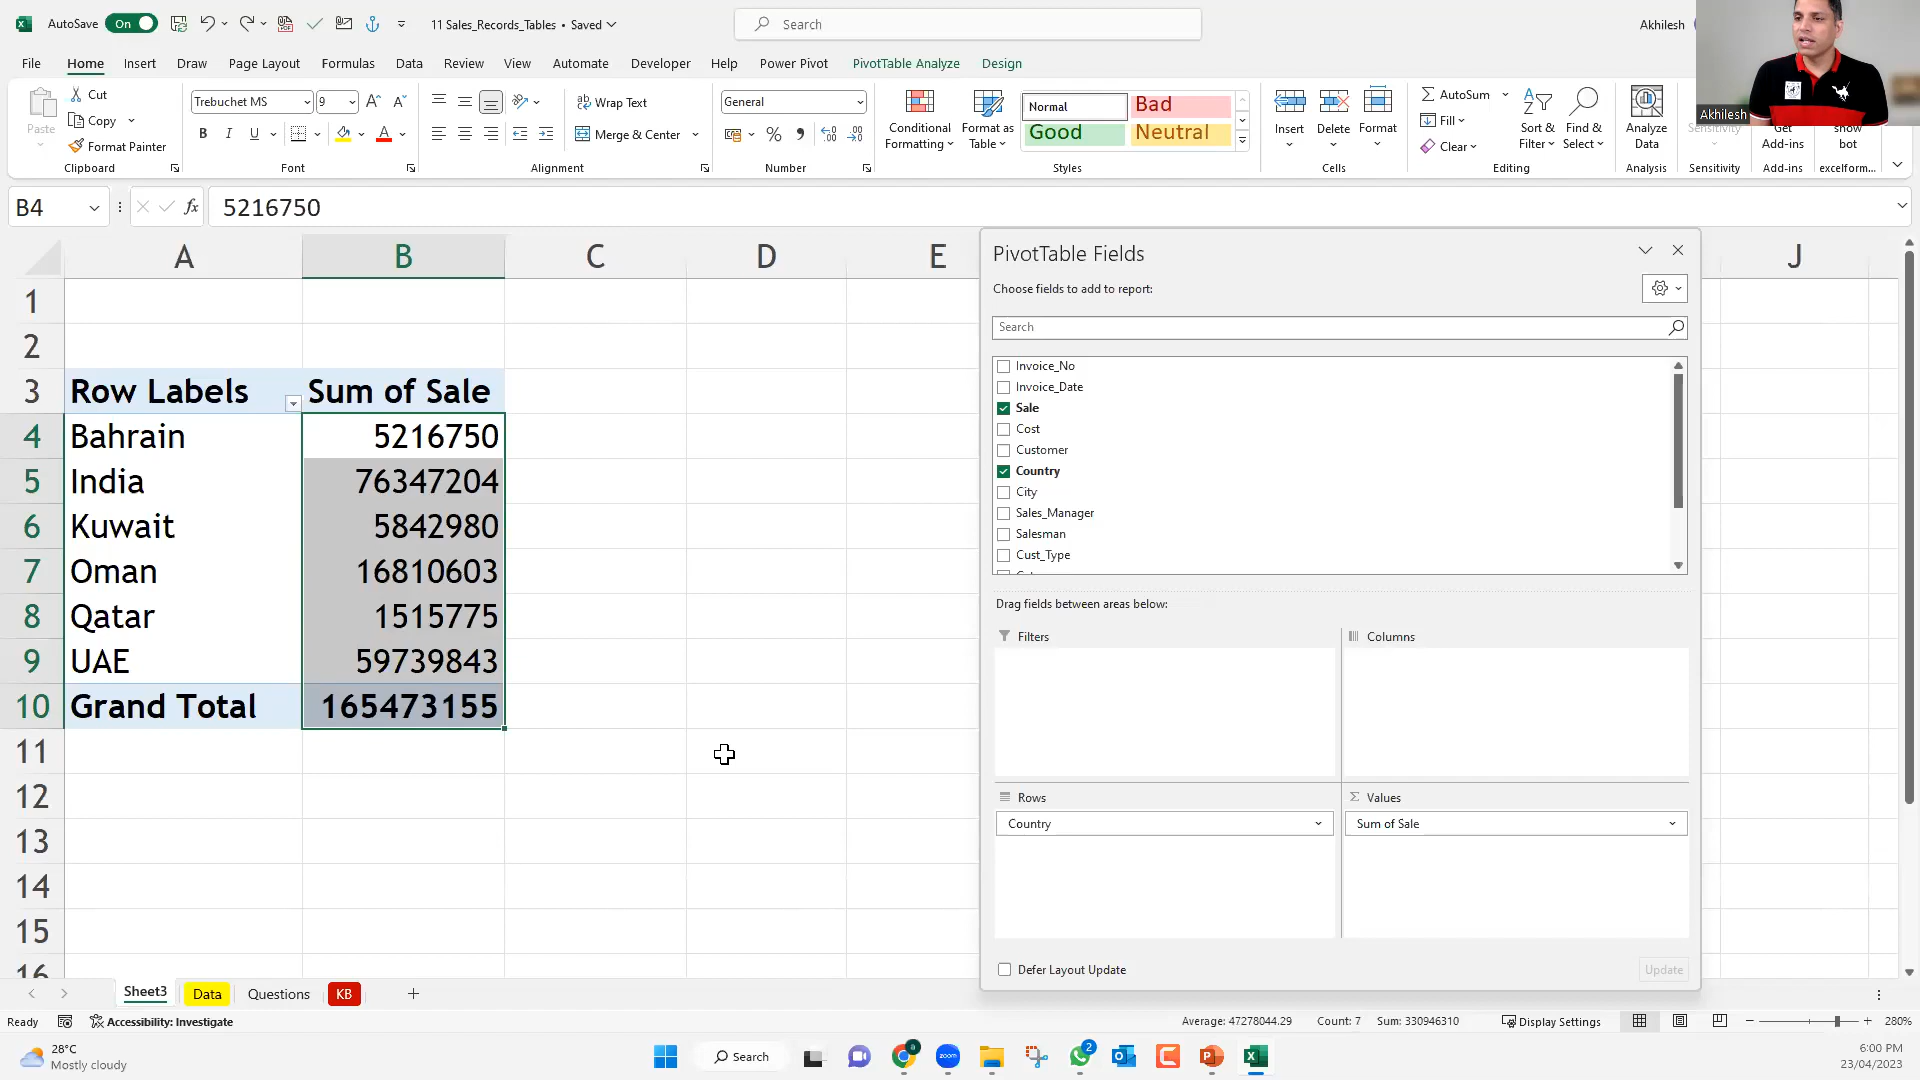 AutoSave On 11 Sales_Records_Tables • Saved Search Akhilesh
File Home Insert Draw Page Layout Formulas Data Review View Automate Developer Help Power Pivot PivotTable Analyze Design
Paste Cut Copy Format Painter
Clipboard
Trebuchet MS 9
B I U A
Font
Wrap Text
Merge & Center
Alignment
General
Number
Conditional Formatting
Format as Table
Normal Bad
Good Neutral
Styles
Insert Delete Format
Cells
AutoSum
Fill
Clear
Sort & Filter
Find & Select
Editing
Analyze Data
Analysis
Sensitivity
Sensitivity
Get Add-ins
Add-ins
show bot
excelform...
Akhilesh
B4 fx 5216750
A B C D E J
1
2
3 Row Labels Sum of Sale
4 Bahrain 5216750
5 India 76347204
6 Kuwait 5842980
7 Oman 16810603
8 Qatar 1515775
9 UAE 59739843
10 Grand Total 165473155
11
12
13
14
15
16
PivotTable Fields
Choose fields to add to report:
Search
Invoice_No
Invoice_Date
Sale
Cost
Customer
Country
City
Sales_Manager
Salesman
Cust_Type
Drag fields between areas below:
Filters Columns
Rows Values
Country Sum of Sale
Defer Layout Update Update
Sheet3 Data Questions KB
Ready Accessibility: Investigate Average: 47278044.29 Count: 7 Sum: 330946310 Display Settings 280%
28°C
Mostly cloudy
Search
a
zoom
2
6:00 PM
23/04/2023